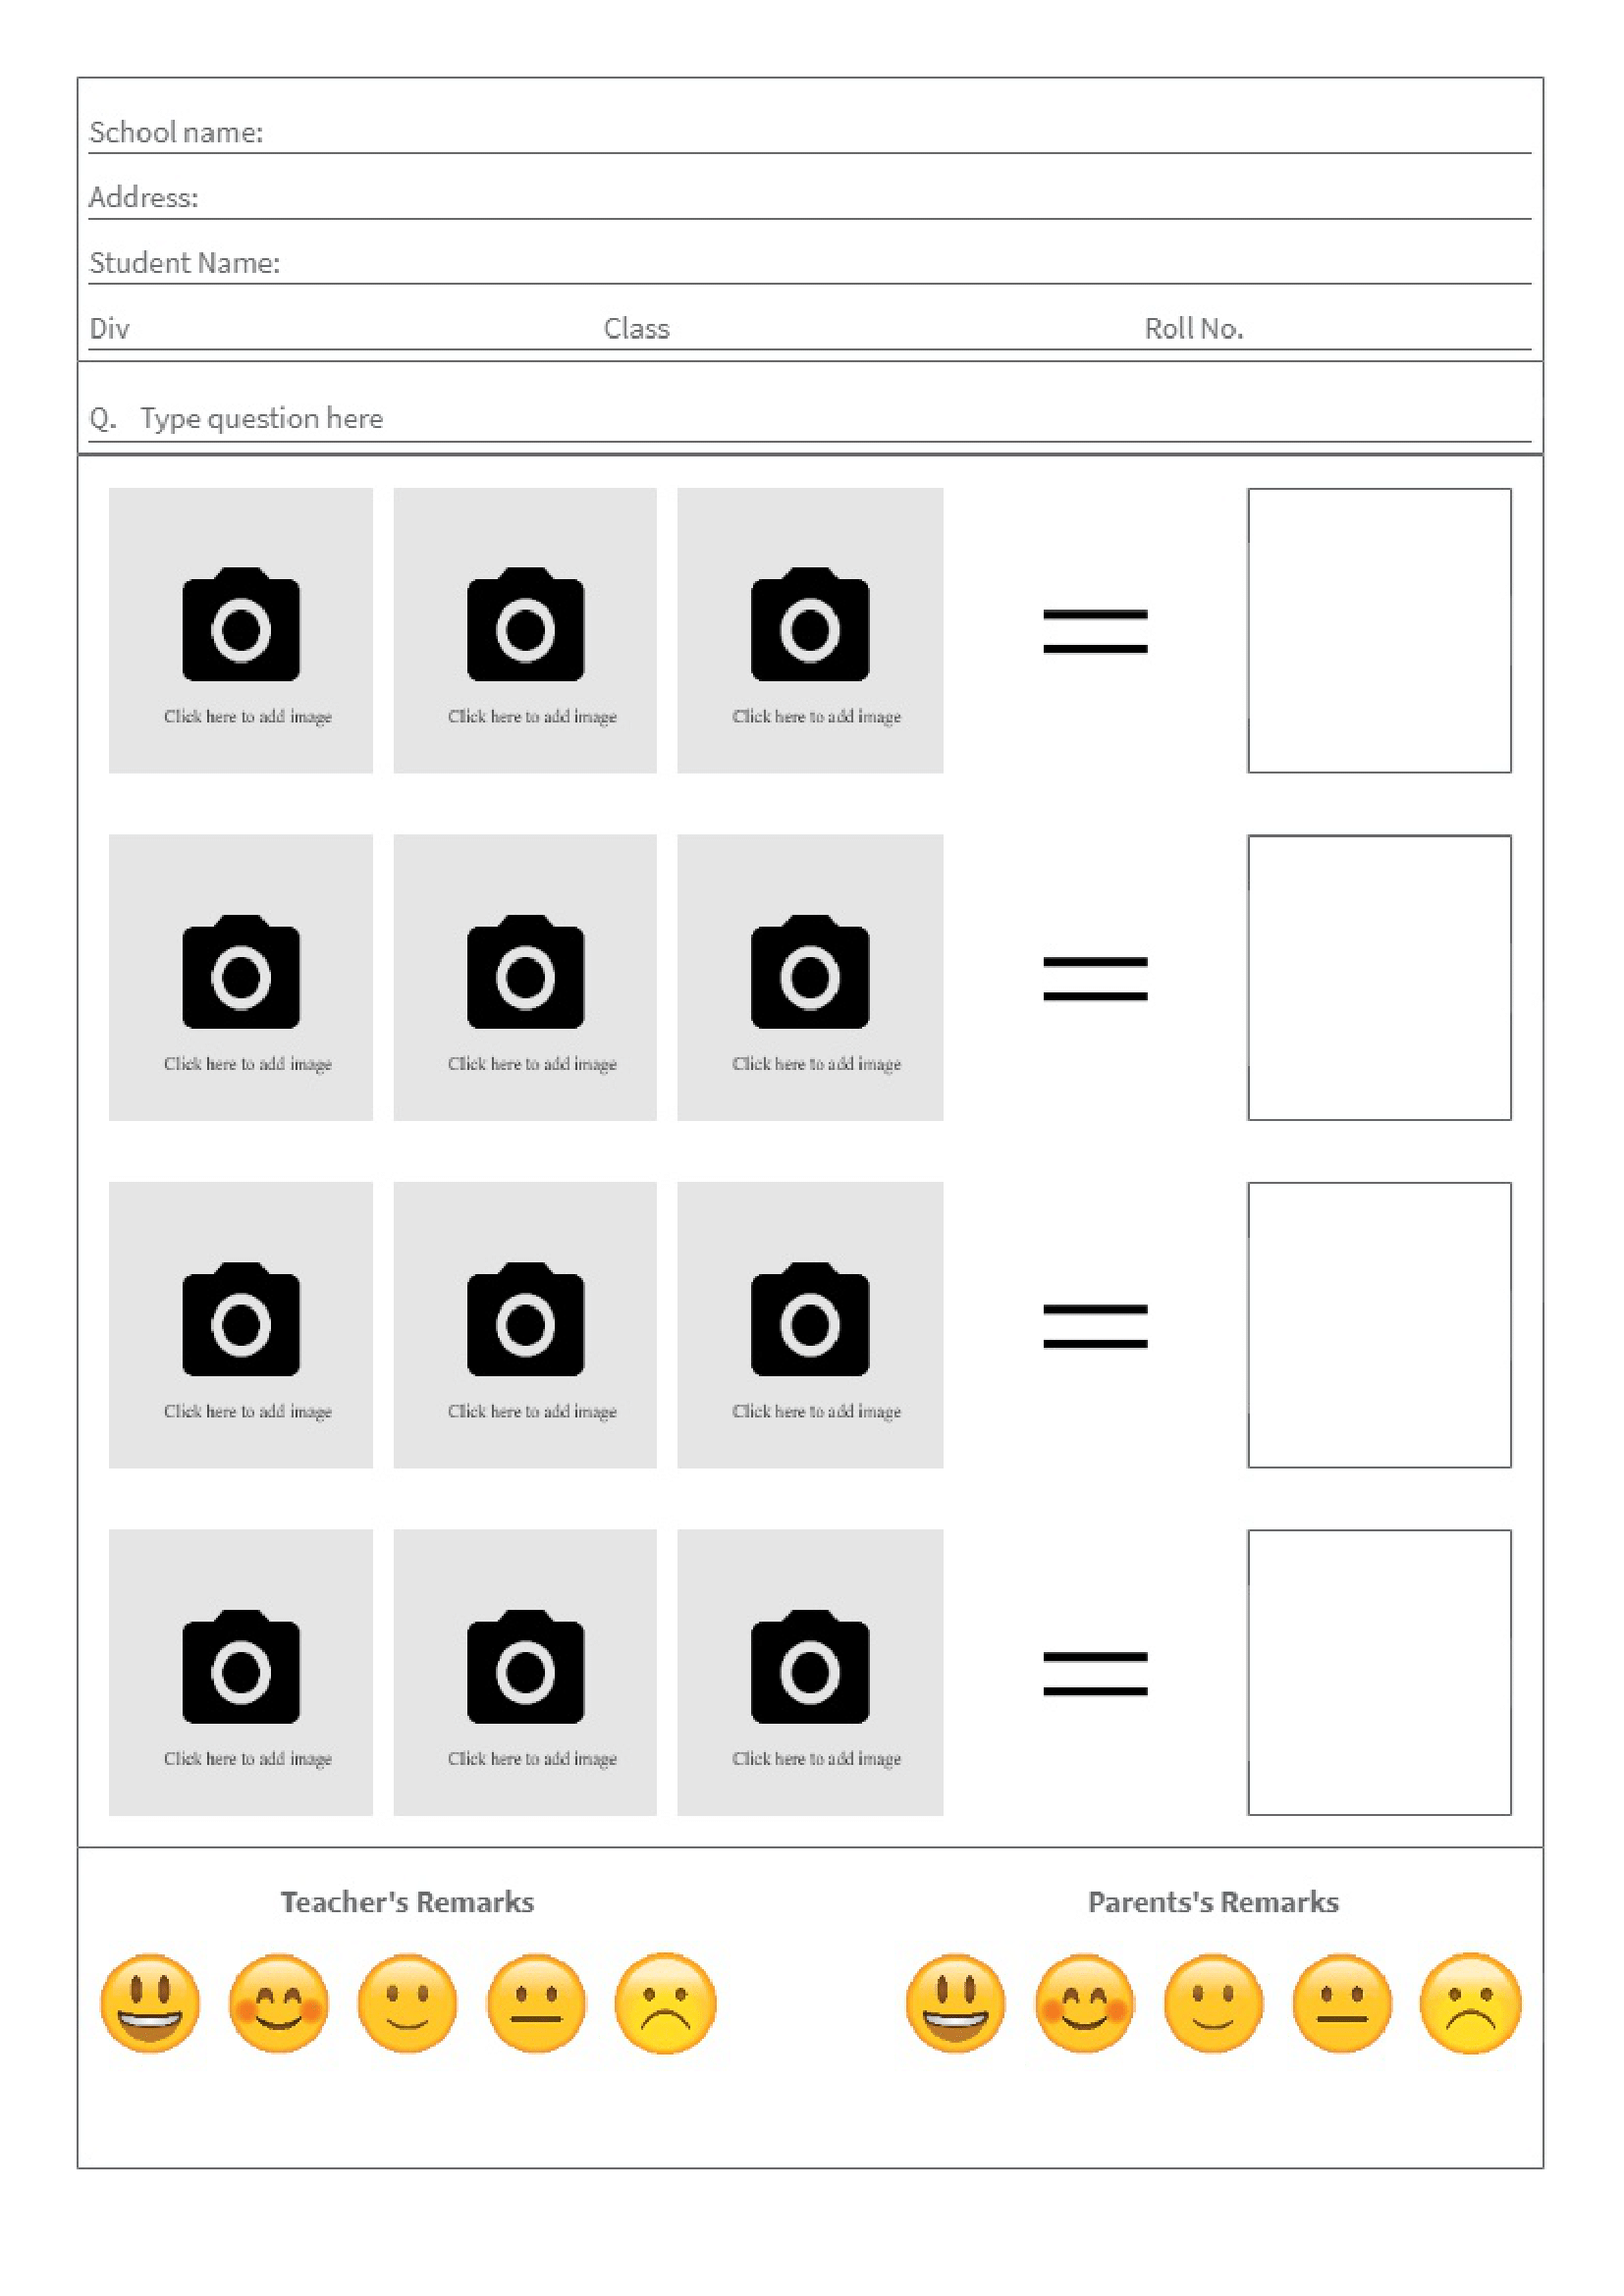 School name:
Address:
Student Name:
Div Class Roll No.
Q. Type question here
Click here to add image Click here to add image Click here to add image
=
Click here to add image Click here to add image Click here to add image
=
Click here to add image Click here to add image Click here to add image
=
Click here to add image Click here to add image Click here to add image
=
Teacher's Remarks Parents's Remarks